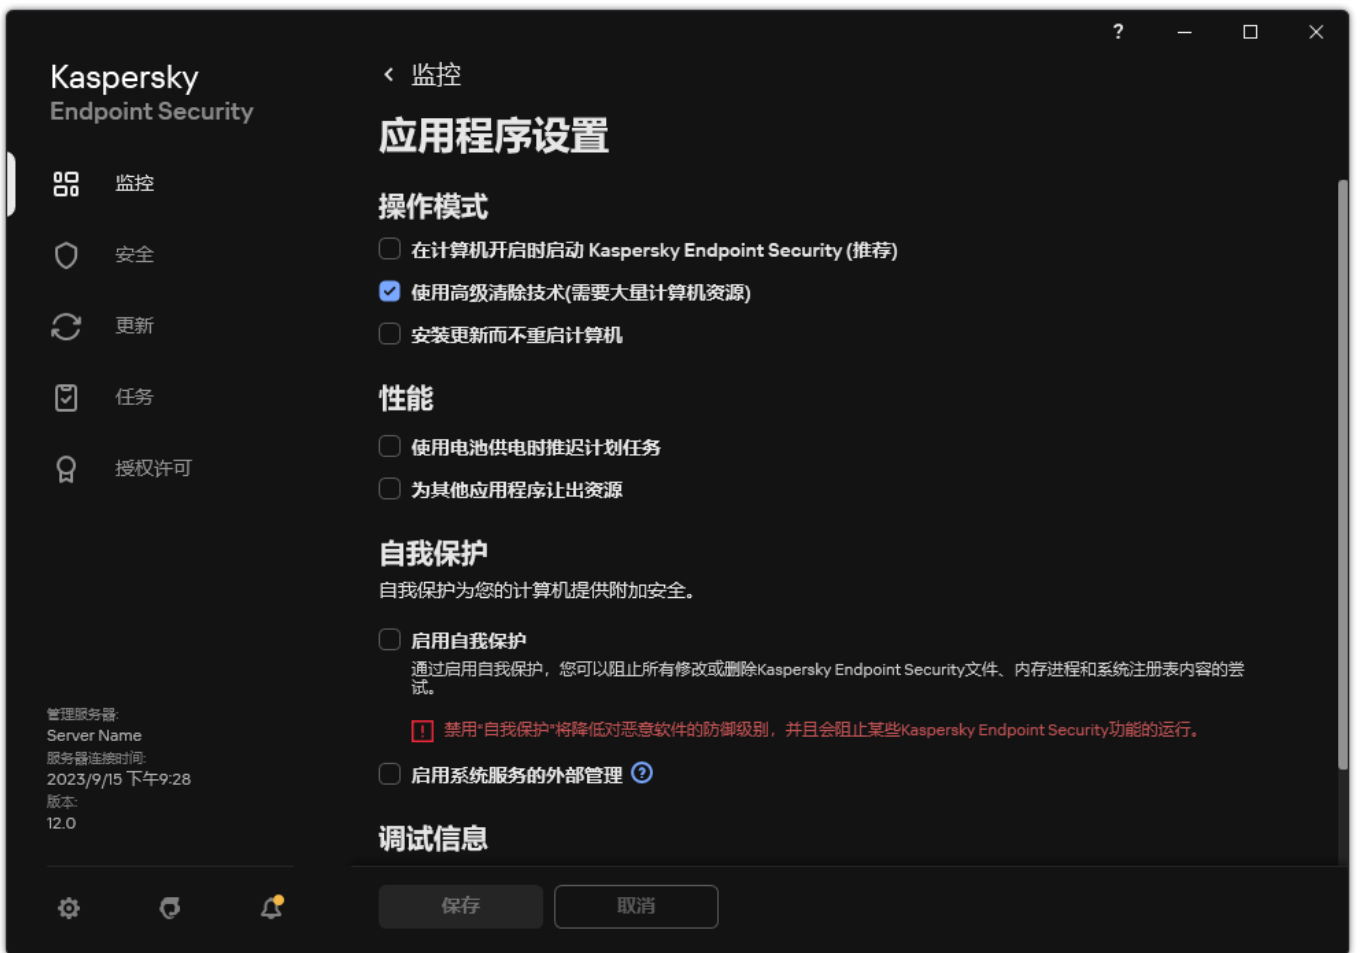 ?
Kaspersky
Endpoint Security
监控
安全
更新
任务
授权许可
管理服务器:
Server Name
服务器连接时间:
2023/9/15 下午9:28
版本:
12.0
监控
应用程序设置
操作模式
在计算机开启时启动 Kaspersky Endpoint Security (推荐)
使用高级清除技术(需要大量计算机资源)
安装更新而不重启计算机
性能
使用电池供电时推迟计划任务
为其他应用程序让出资源
自我保护
自我保护为您的计算机提供附加安全。
启用自我保护
通过启用自我保护，您可以阻止所有修改或删除Kaspersky Endpoint Security文件、内存进程和系统注册表内容的尝
试。
禁用“自我保护”将降低对恶意软件的防御级别，并且会阻止某些Kaspersky Endpoint Security功能的运行。
启用系统服务的外部管理
调试信息
保存
取消